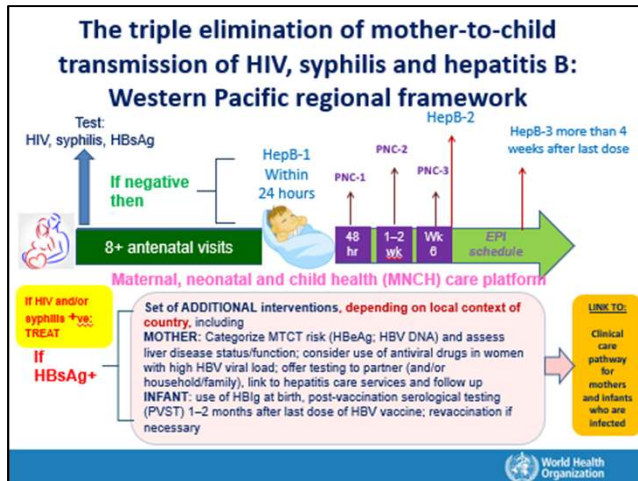 The triple elimination of mother-to-child
transmission of HIV, syphilis and hepatitis B:
Western Pacific regional framework
Test:
HIV, syphilis, HBsAg
If negative
then
HepB-1
Within
24 hours
PNC-1
PNC-2
PNC-3
HepB-2
HepB-3 more than 4
weeks after last dose
8+ antenatal visits
48
hr
1–2
wk
Wk
6
EPI
schedule
Maternal, neonatal and child health (MNCH) care platform
If HIV and/or
syphilis +ve:
TREAT
If
HBsAg+
Set of ADDITIONAL interventions, depending on local context of
country, including
MOTHER: Categorize MTCT risk (HBeAg; HBV DNA) and assess
liver disease status/function; consider use of antiviral drugs in women
with high HBV viral load; offer testing to partner (and/or
household/family), link to hepatitis care services and follow up
INFANT: use of HBIg at birth, post-vaccination serological testing
(PVST) 1–2 months after last dose of HBV vaccine; revaccination if
necessary
LINK TO:
Clinical
care
pathway
for
mothers
and
infants
who are
infected
World Health
Organization